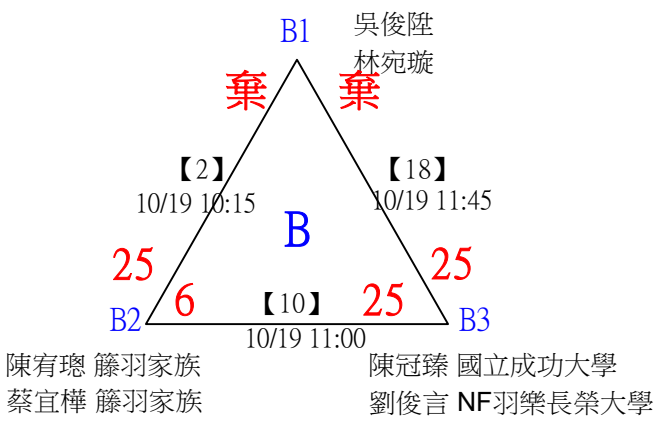 B1
吳俊陞
林宛璇
棄 棄
【2】 【18】
10/19 10:15 10/19 11:45
B
25 25
6 【10】 25
B2 B3
10/19 11:00
陳宥璁 籐羽家族 陳冠臻 國立成功大學
蔡宜樺 籐羽家族 劉俊言 NF羽樂長榮大學